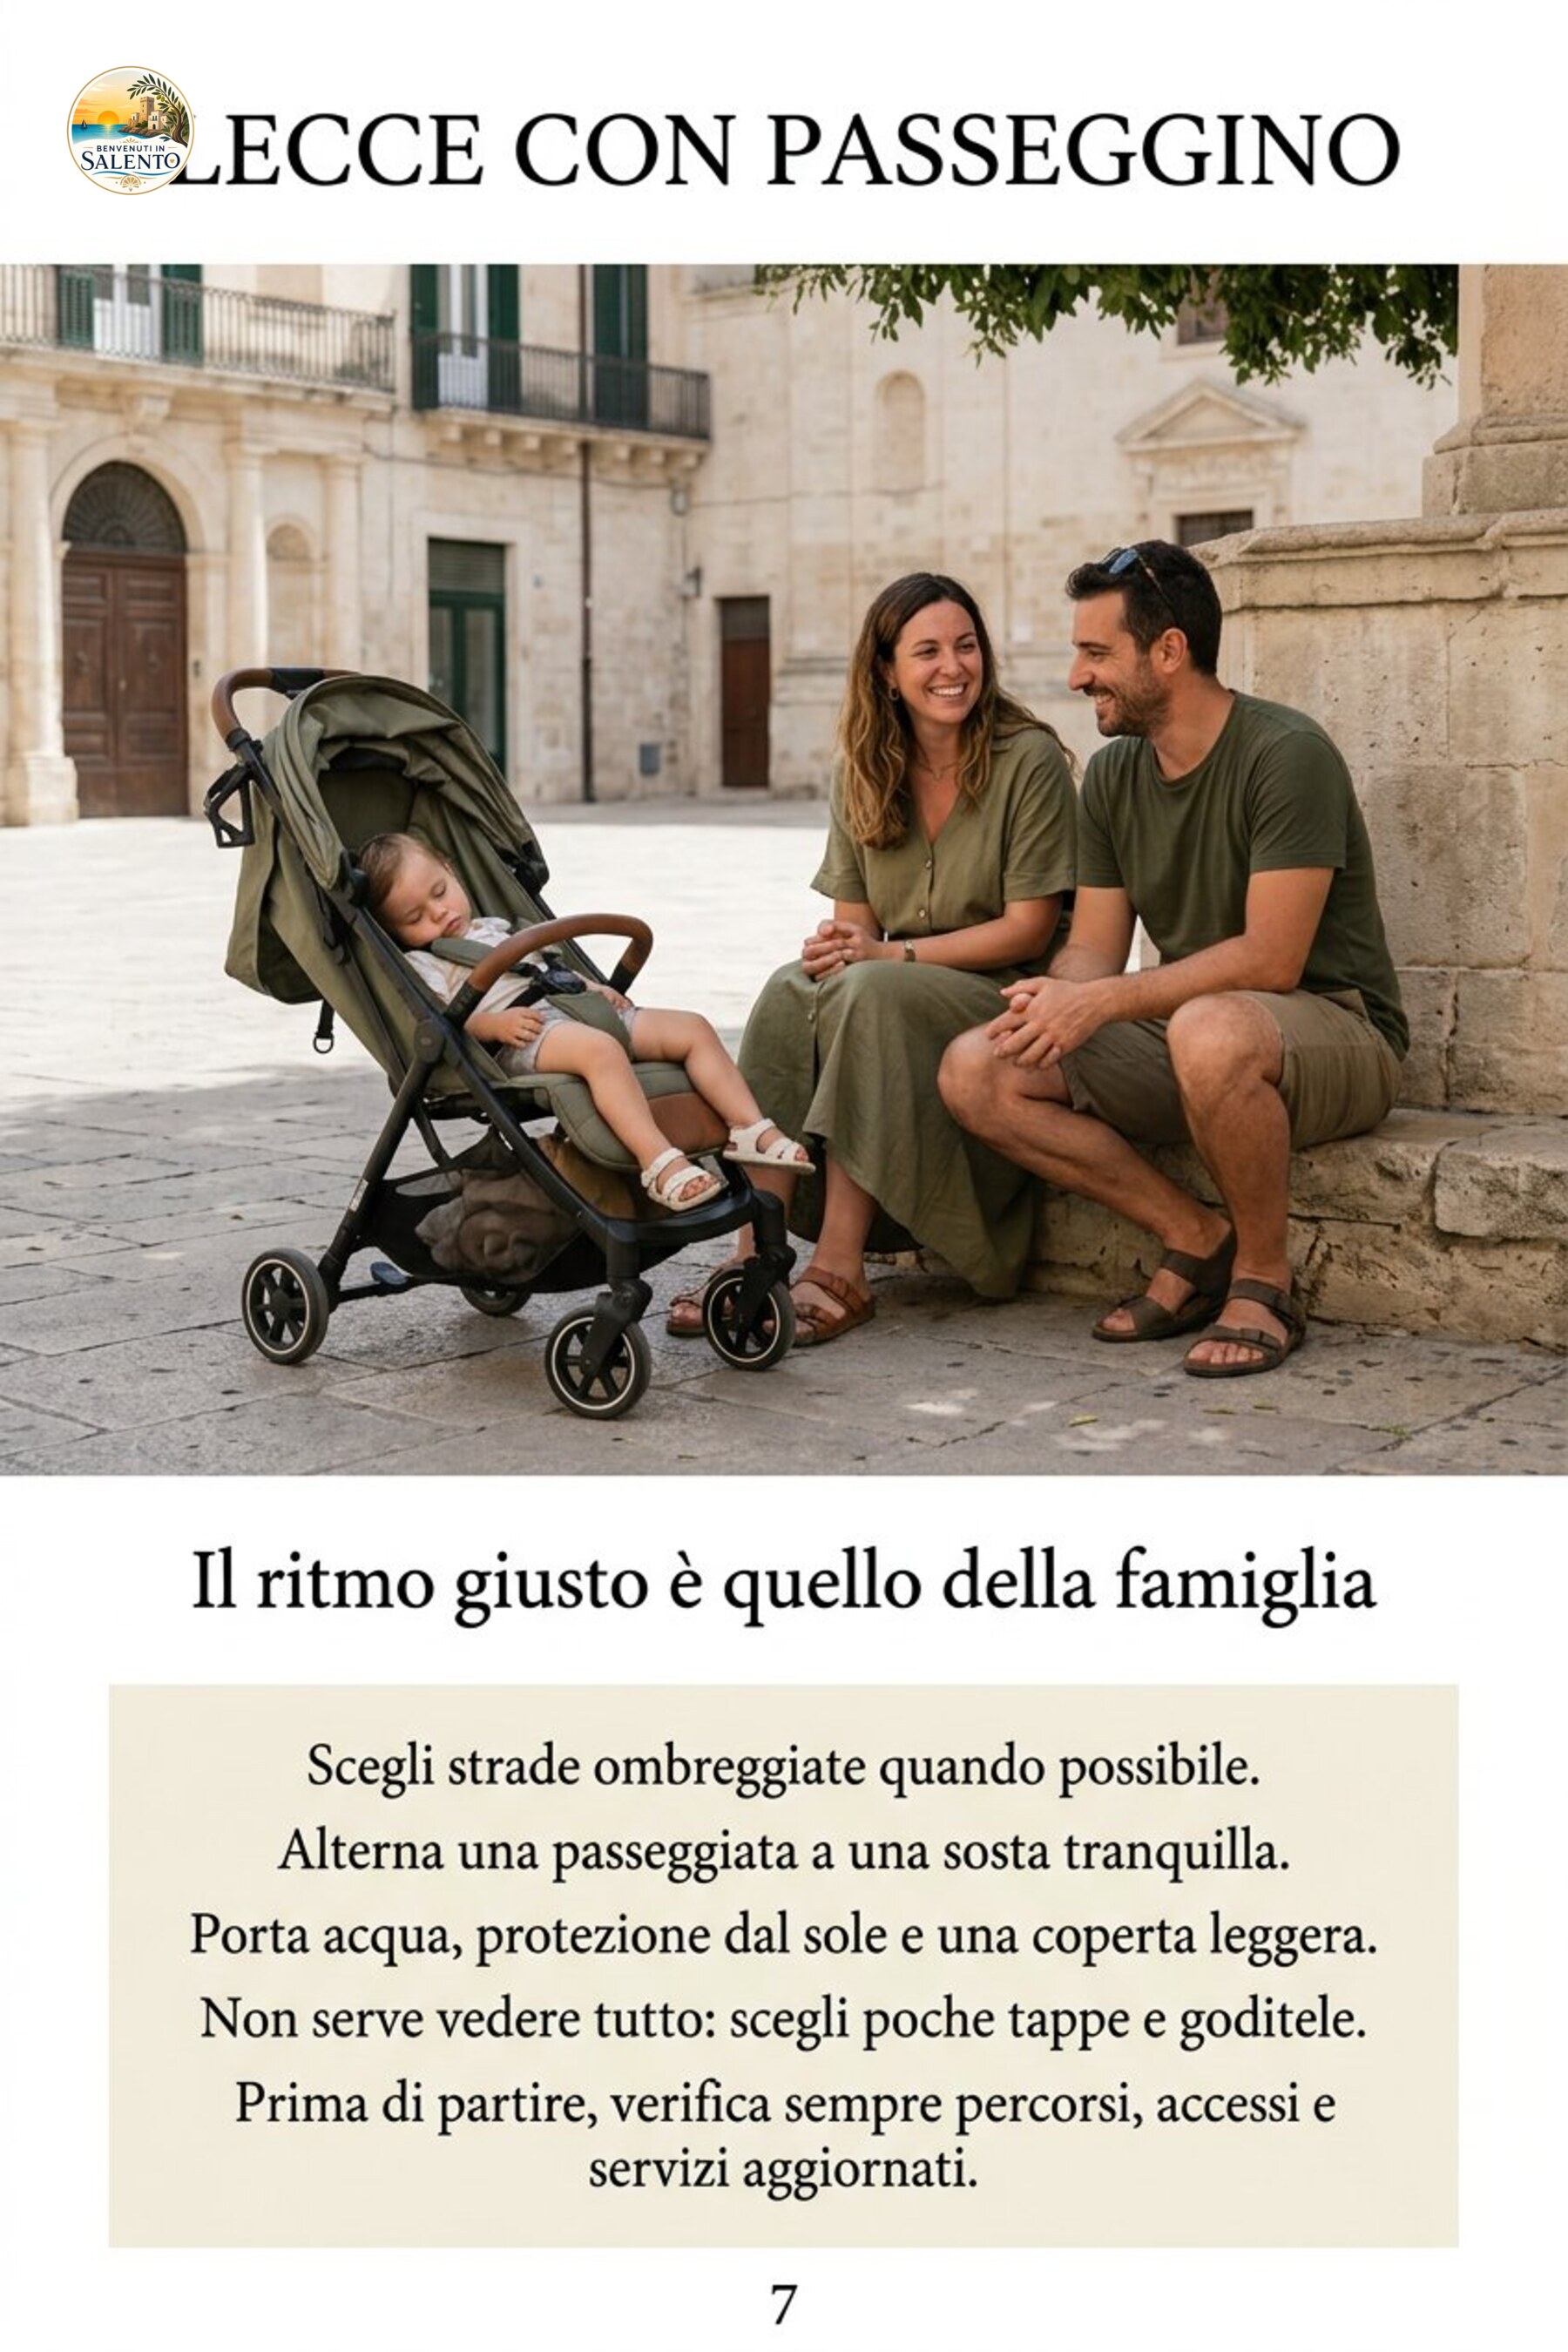 BENVENUTI IN
SALENTO
LECCE CON PASSEGGINO
Il ritmo giusto è quello della famiglia
Scegli strade ombreggiate quando possibile.
Alterna una passeggiata a una sosta tranquilla.
Porta acqua, protezione dal sole e una coperta leggera.
Non serve vedere tutto: scegli poche tappe e goditele.
Prima di partire, verifica sempre percorsi, accessi e
servizi aggiornati.
7